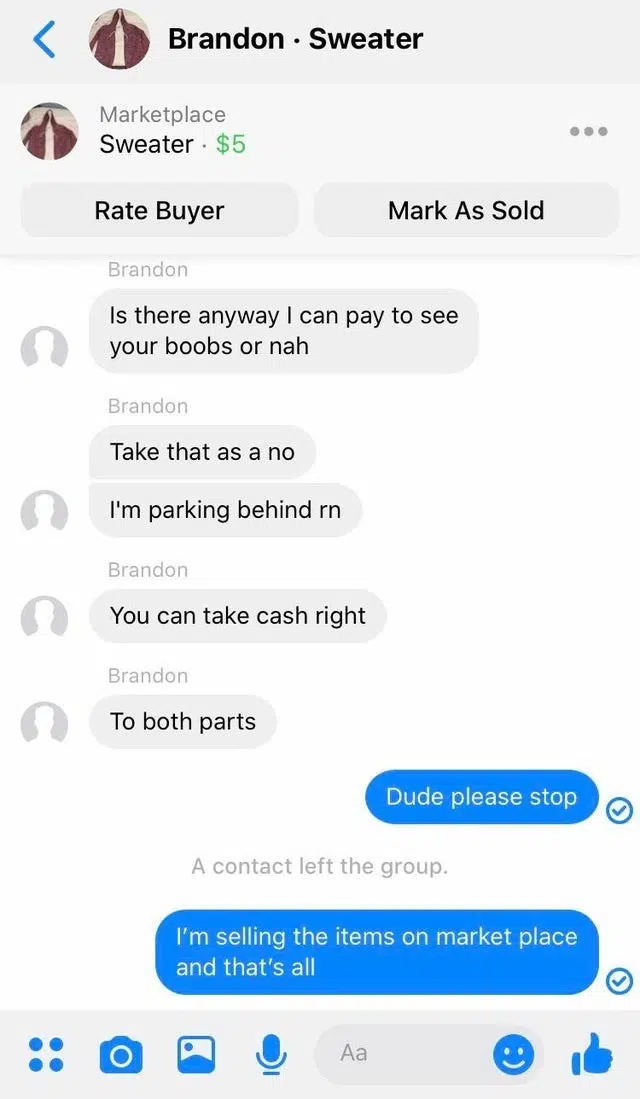 Brandon · Sweater
Marketplace
Sweater · $5
Rate Buyer
Mark As Sold
Brandon
Is there anyway I can pay to see
your boobs or nah
Brandon
Take that as a no
I'm parking behind rn
Brandon
You can take cash right
Brandon
To both parts
Dude please stop
A contact left the group.
I’m selling the items on market place
and that’s all
Aa